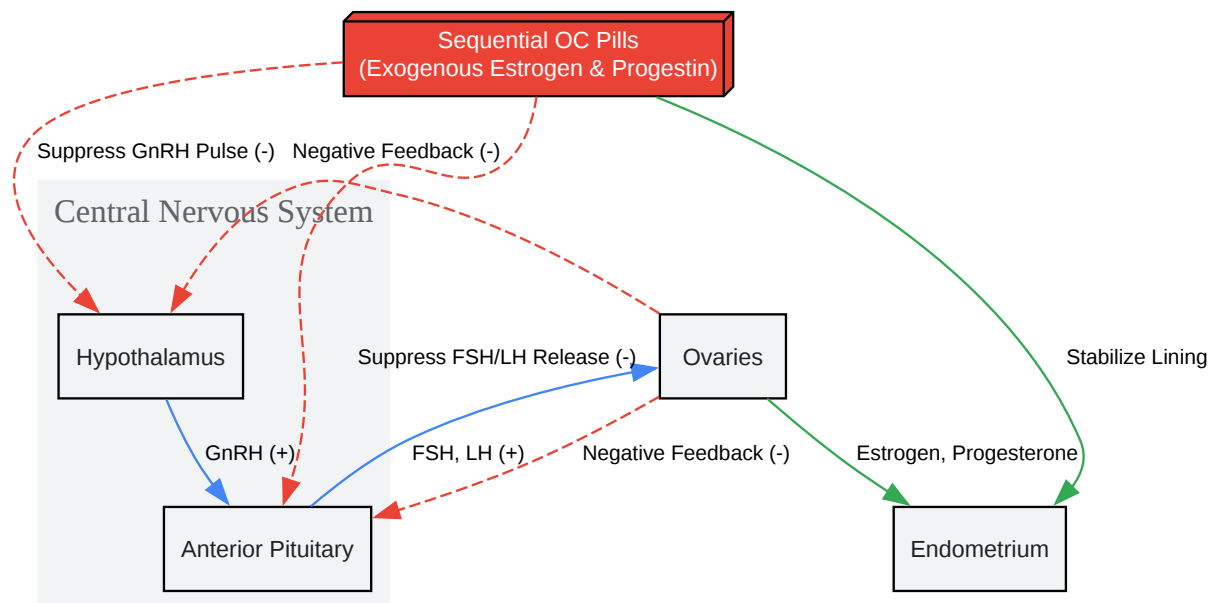 Sequential OC Pills
(Exogenous Estrogen & Progestin)
Suppress GnRH Pulse (-)
Negative Feedback (-)
Central Nervous System
Hypothalamus
Suppress FSH/LH Release (-)
Ovaries
Stabilize Lining
GnRH (+)
FSH, LH (+)
Negative Feedback (-)
Estrogen, Progesterone
Anterior Pituitary
Endometrium